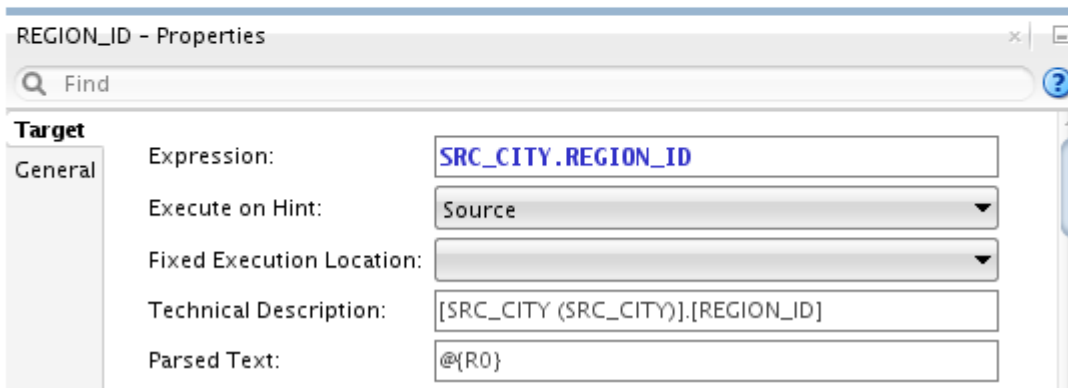 REGION_ID - Properties
Find
Target
General
Expression: SRC_CITY.REGION_ID
Execute on Hint: Source
Fixed Execution Location:
Technical Description: [SRC_CITY (SRC_CITY)].[REGION_ID]
Parsed Text: @{R0}